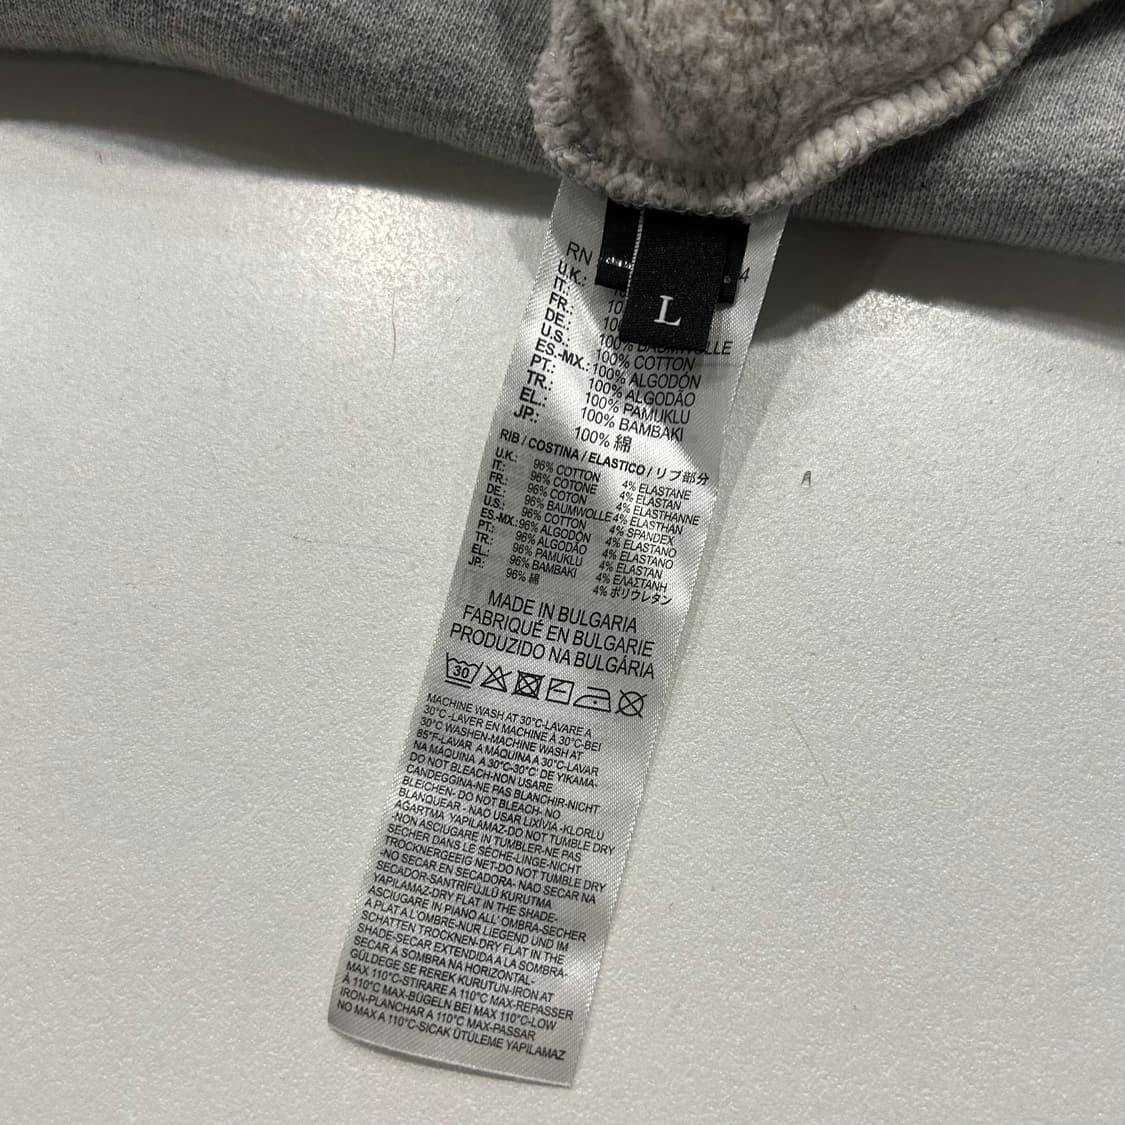 RN 4
L
U.K.: 10
IT.: 10
FR.: 10
DE.: 100% BAUMWOLLE
U.S.: 100% COTTON
ES.-MX.: 100% ALGODÓN
PT.: 100% ALGODÃO
TR.: 100% PAMUKLU
EL.: 100% BAMBAKI
JP.: 100% 綿
RIB / COSTINA / ELASTICO / リブ部分
U.K.: 96% COTTON 4% ELASTANE
IT.: 96% COTONE 4% ELASTAN
FR.: 96% COTON 4% ELASTHANNE
DE.: 96% BAUMWOLLE 4% ELASTHAN
U.S.: 96% COTTON 4% SPANDEX
ES.-MX.: 96% ALGODÓN 4% ELASTANO
PT.: 96% ALGODÃO 4% ELASTANO
TR.: 96% PAMUKLU 4% ELASTAN
EL.: 96% BAMBAKI 4% ΕΛΑΣΤΑΝΗ
JP.: 96% 綿 4% ポリウレタン
MADE IN BULGARIA
FABRIQUÉ EN BULGARIE
PRODUZIDO NA BULGÁRIA
30
MACHINE WASH AT 30°C-LAVARE A
30°C -LAVER EN MACHINE À 30°C-BEI
30°C WASHEN-MACHINE WASH AT
85°F-LAVAR A MÁQUINA A 30°C-LAVAR
NA MÁQUINA A 30°C-30°C' DE YIKAMA-
DO NOT BLEACH-NON USARE
CANDEGGINA-NE PAS BLANCHIR-NICHT
BLEICHEN- DO NOT BLEACH- NO
BLANQUEAR - NAO USAR LIXÍVIA -KLORLU
AĞARTMA YAPILAMAZ-DO NOT TUMBLE DRY
-NON ASCIUGARE IN TUMBLER-NE PAS
SÉCHER DANS LE SÈCHE-LINGE-NICHT
TROCKNERGEEIG NET-DO NOT TUMBLE DRY
-NO SECAR EN SECADORA- NAO SECAR NA
SECADOR-SANTRİFÜJLÜ KURUTMA
YAPILAMAZ-DRY FLAT IN THE SHADE-
ASCIUGARE IN PIANO ALL' OMBRA-SECHER
A PLAT A L'OMBRE-NUR LIEGEND UND IM
SCHATTEN TROCKNEN-DRY FLAT IN THE
SHADE-SECAR EXTENDIDA A LA SOMBRA-
SECAR À SOMBRA NA HORIZONTAL-
GÜLDEGE SE REREK KURUTUN-IRON AT
MAX 110°C-STIRARE A 110°C MAX-REPASSER
À 110°C MAX-BÜGELN BEI MAX 110°C-LOW
IRON-PLANCHAR A 110°C MAX-PASSAR
NO MAX A 110°C-SICAK ÜTÜLEME YAPILAMAZ